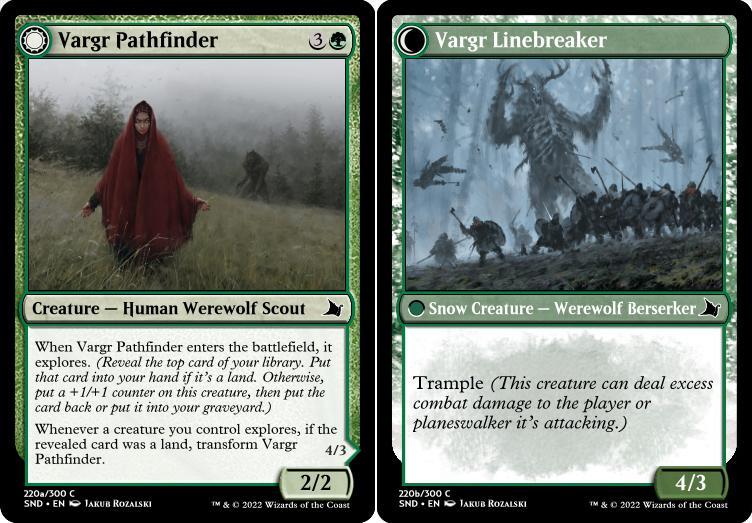 Vargr Pathfinder 3
Creature — Human Werewolf Scout
When Vargr Pathfinder enters the battlefield, it
explores. (Reveal the top card of your library. Put
that card into your hand if it's a land. Otherwise,
put a +1/+1 counter on this creature, then put the
card back or put it into your graveyard.)
Whenever a creature you control explores, if the
revealed card was a land, transform Vargr
Pathfinder.
4/3
2/2
220a/300 C
SND • EN Jakub Rozalski
™ & © 2022 Wizards of the Coast
Vargr Linebreaker
Snow Creature — Werewolf Berserker
Trample (This creature can deal excess
combat damage to the player or
planeswalker it's attacking.)
4/3
220b/300 C
SND • EN Jakub Rozalski
™ & © 2022 Wizards of the Coast